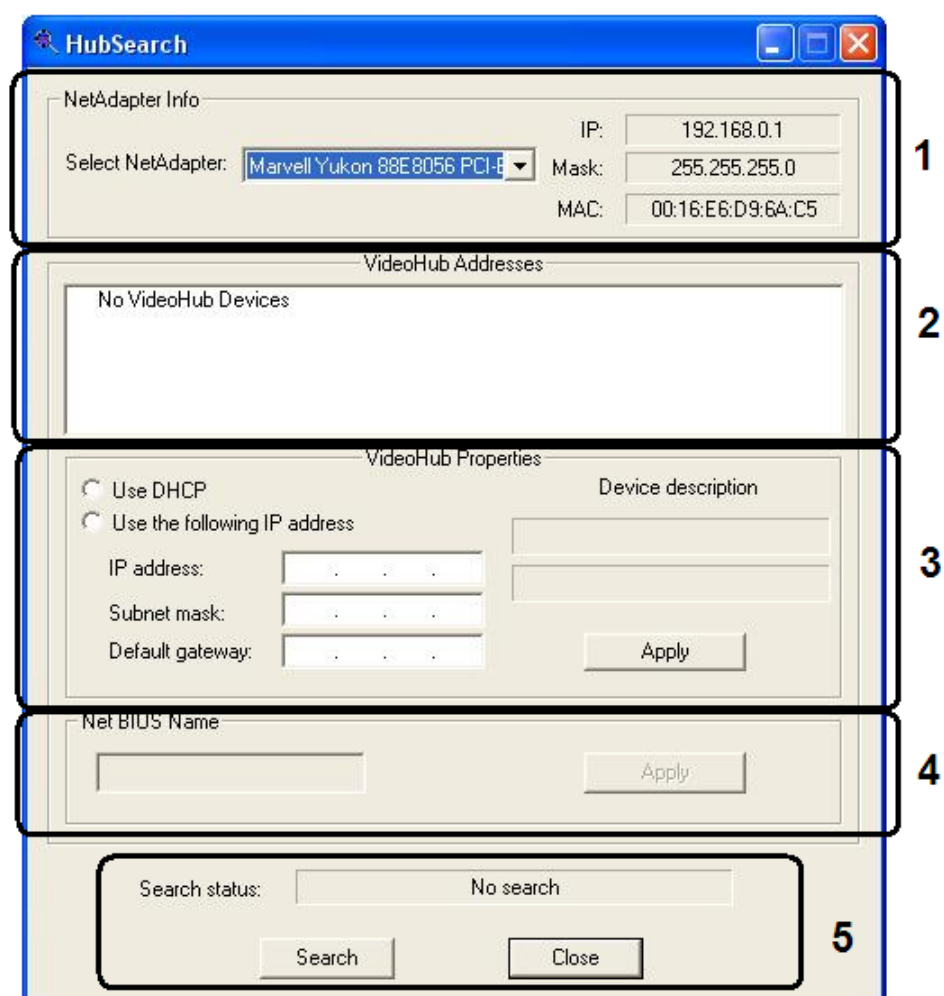 HubSearch
NetAdapter Info
IP: 192.168.0.1
Select NetAdapter: Marvell Yukon 88E8056 PCI-E Mask: 255.255.255.0
MAC: 00:16:E6:D9:6A:C5
1
VideoHub Addresses
No VideoHub Devices
2
VideoHub Properties
Use DHCP
Device description
Use the following IP address
IP address: . . .
Subnet mask: . . .
Default gateway: . . .
Apply
3
Net BIOS Name
Apply
4
Search status: No search
Search Close
5